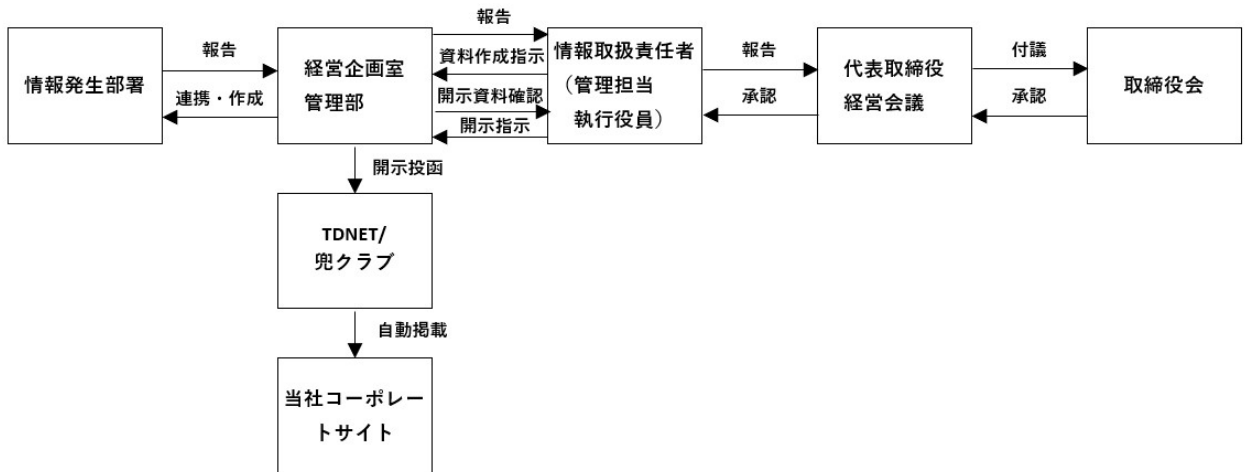 情報発生部署
報告
連携・作成
経営企画室
管理部
報告
資料作成指示
開示資料確認
開示指示
情報取扱責任者
（管理担当
執行役員）
報告
承認
代表取締役
経営会議
付議
承認
取締役会
開示投函
TDNET/
兜クラブ
自動掲載
当社コーポレー
トサイト